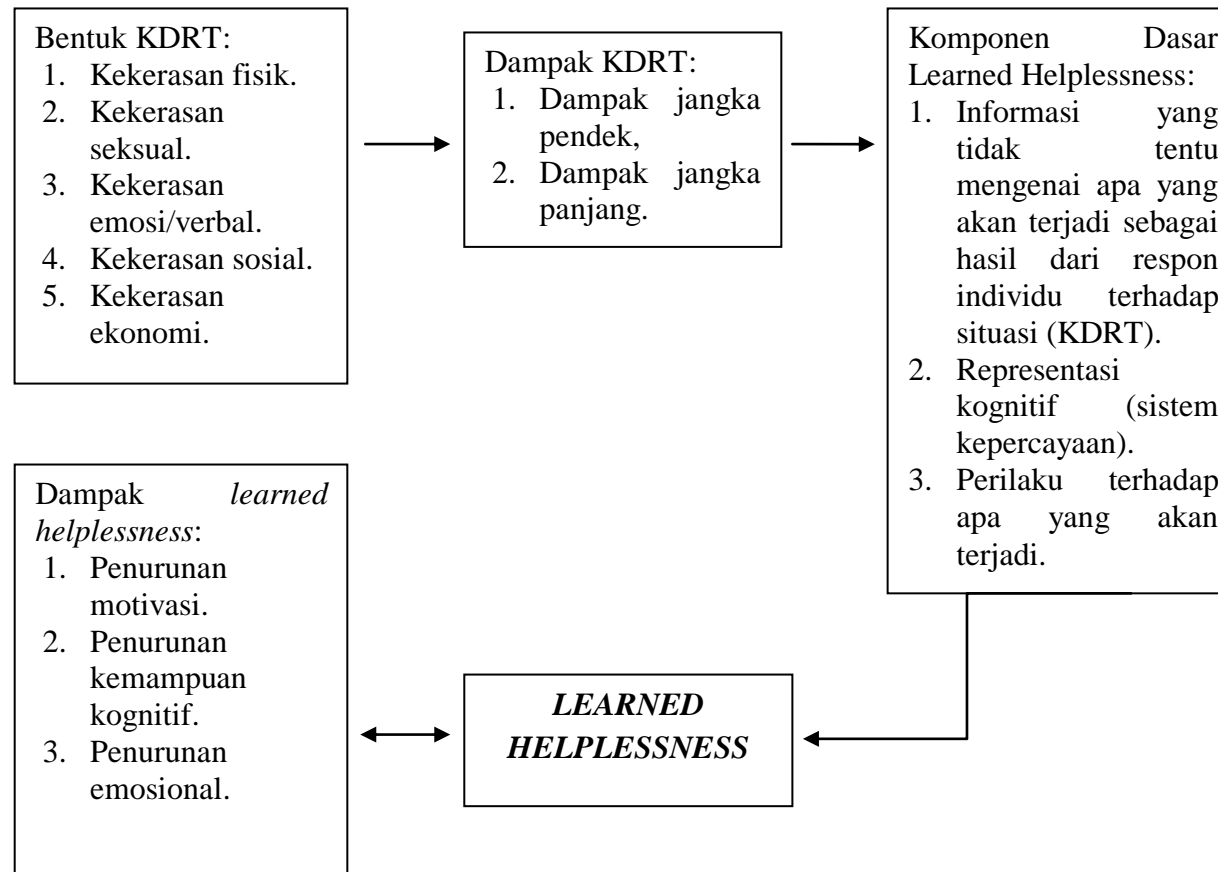 Bentuk KDRT:
1. Kekerasan fisik.
2. Kekerasan
seksual.
3. Kekerasan
emosi/verbal.
4. Kekerasan sosial.
5. Kekerasan
ekonomi.
Dampak KDRT:
1. Dampak jangka
pendek,
2. Dampak jangka
panjang.
Komponen Dasar
Learned Helplessness:
1. Informasi yang
tidak tentu
mengenai apa yang
akan terjadi sebagai
hasil dari respon
individu terhadap
situasi (KDRT).
2. Representasi
kognitif (sistem
kepercayaan).
3. Perilaku terhadap
apa yang akan
terjadi.
Dampak learned
helplessness:
1. Penurunan
motivasi.
2. Penurunan
kemampuan
kognitif.
3. Penurunan
emosional.
LEARNED
HELPLESSNESS